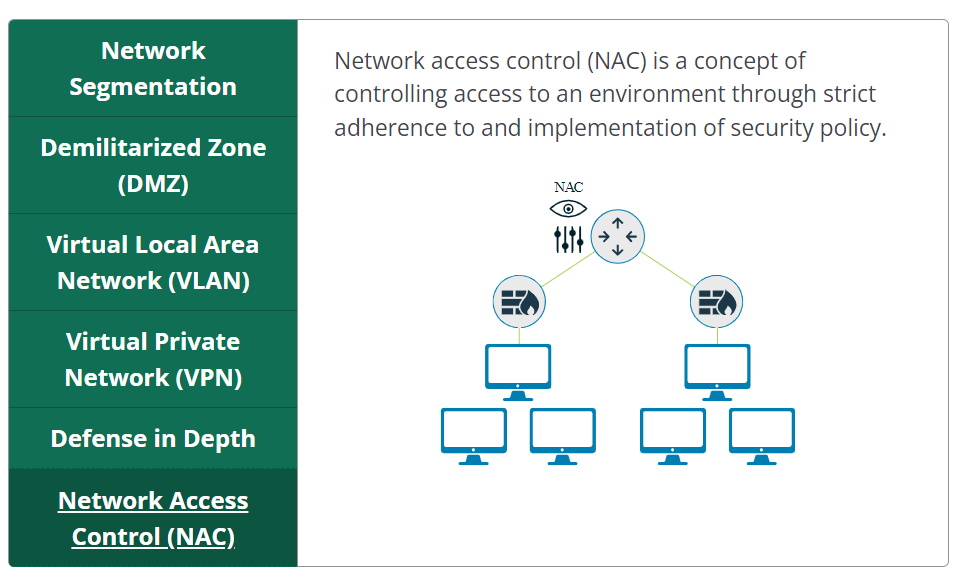 Network
Segmentation
Demilitarized Zone
(DMZ)
Virtual Local Area
Network (VLAN)
Virtual Private
Network (VPN)
Defense in Depth
Network Access
Control (NAC)
Network access control (NAC) is a concept of
controlling access to an environment through strict
adherence to and implementation of security policy.
NAC